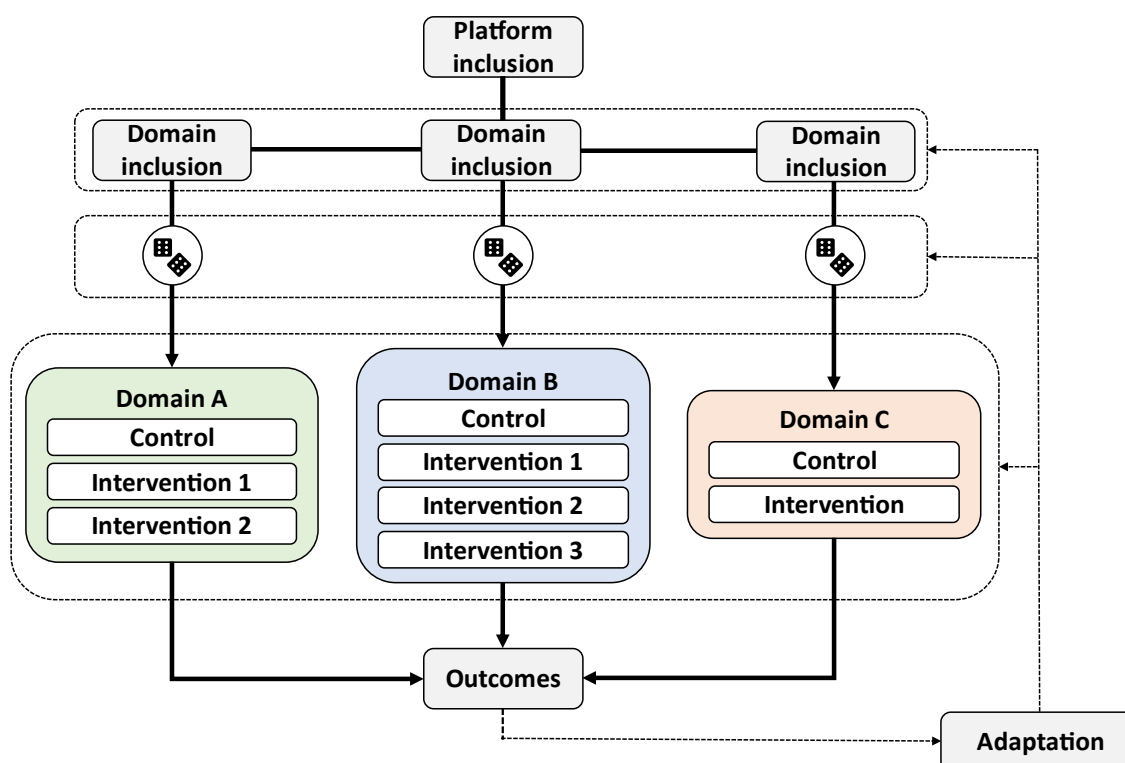 Platform
inclusion
Domain
inclusion
Domain
inclusion
Domain
inclusion
Domain A
Control
Intervention 1
Intervention 2
Domain B
Control
Intervention 1
Intervention 2
Intervention 3
Domain C
Control
Intervention
Outcomes
Adaptation